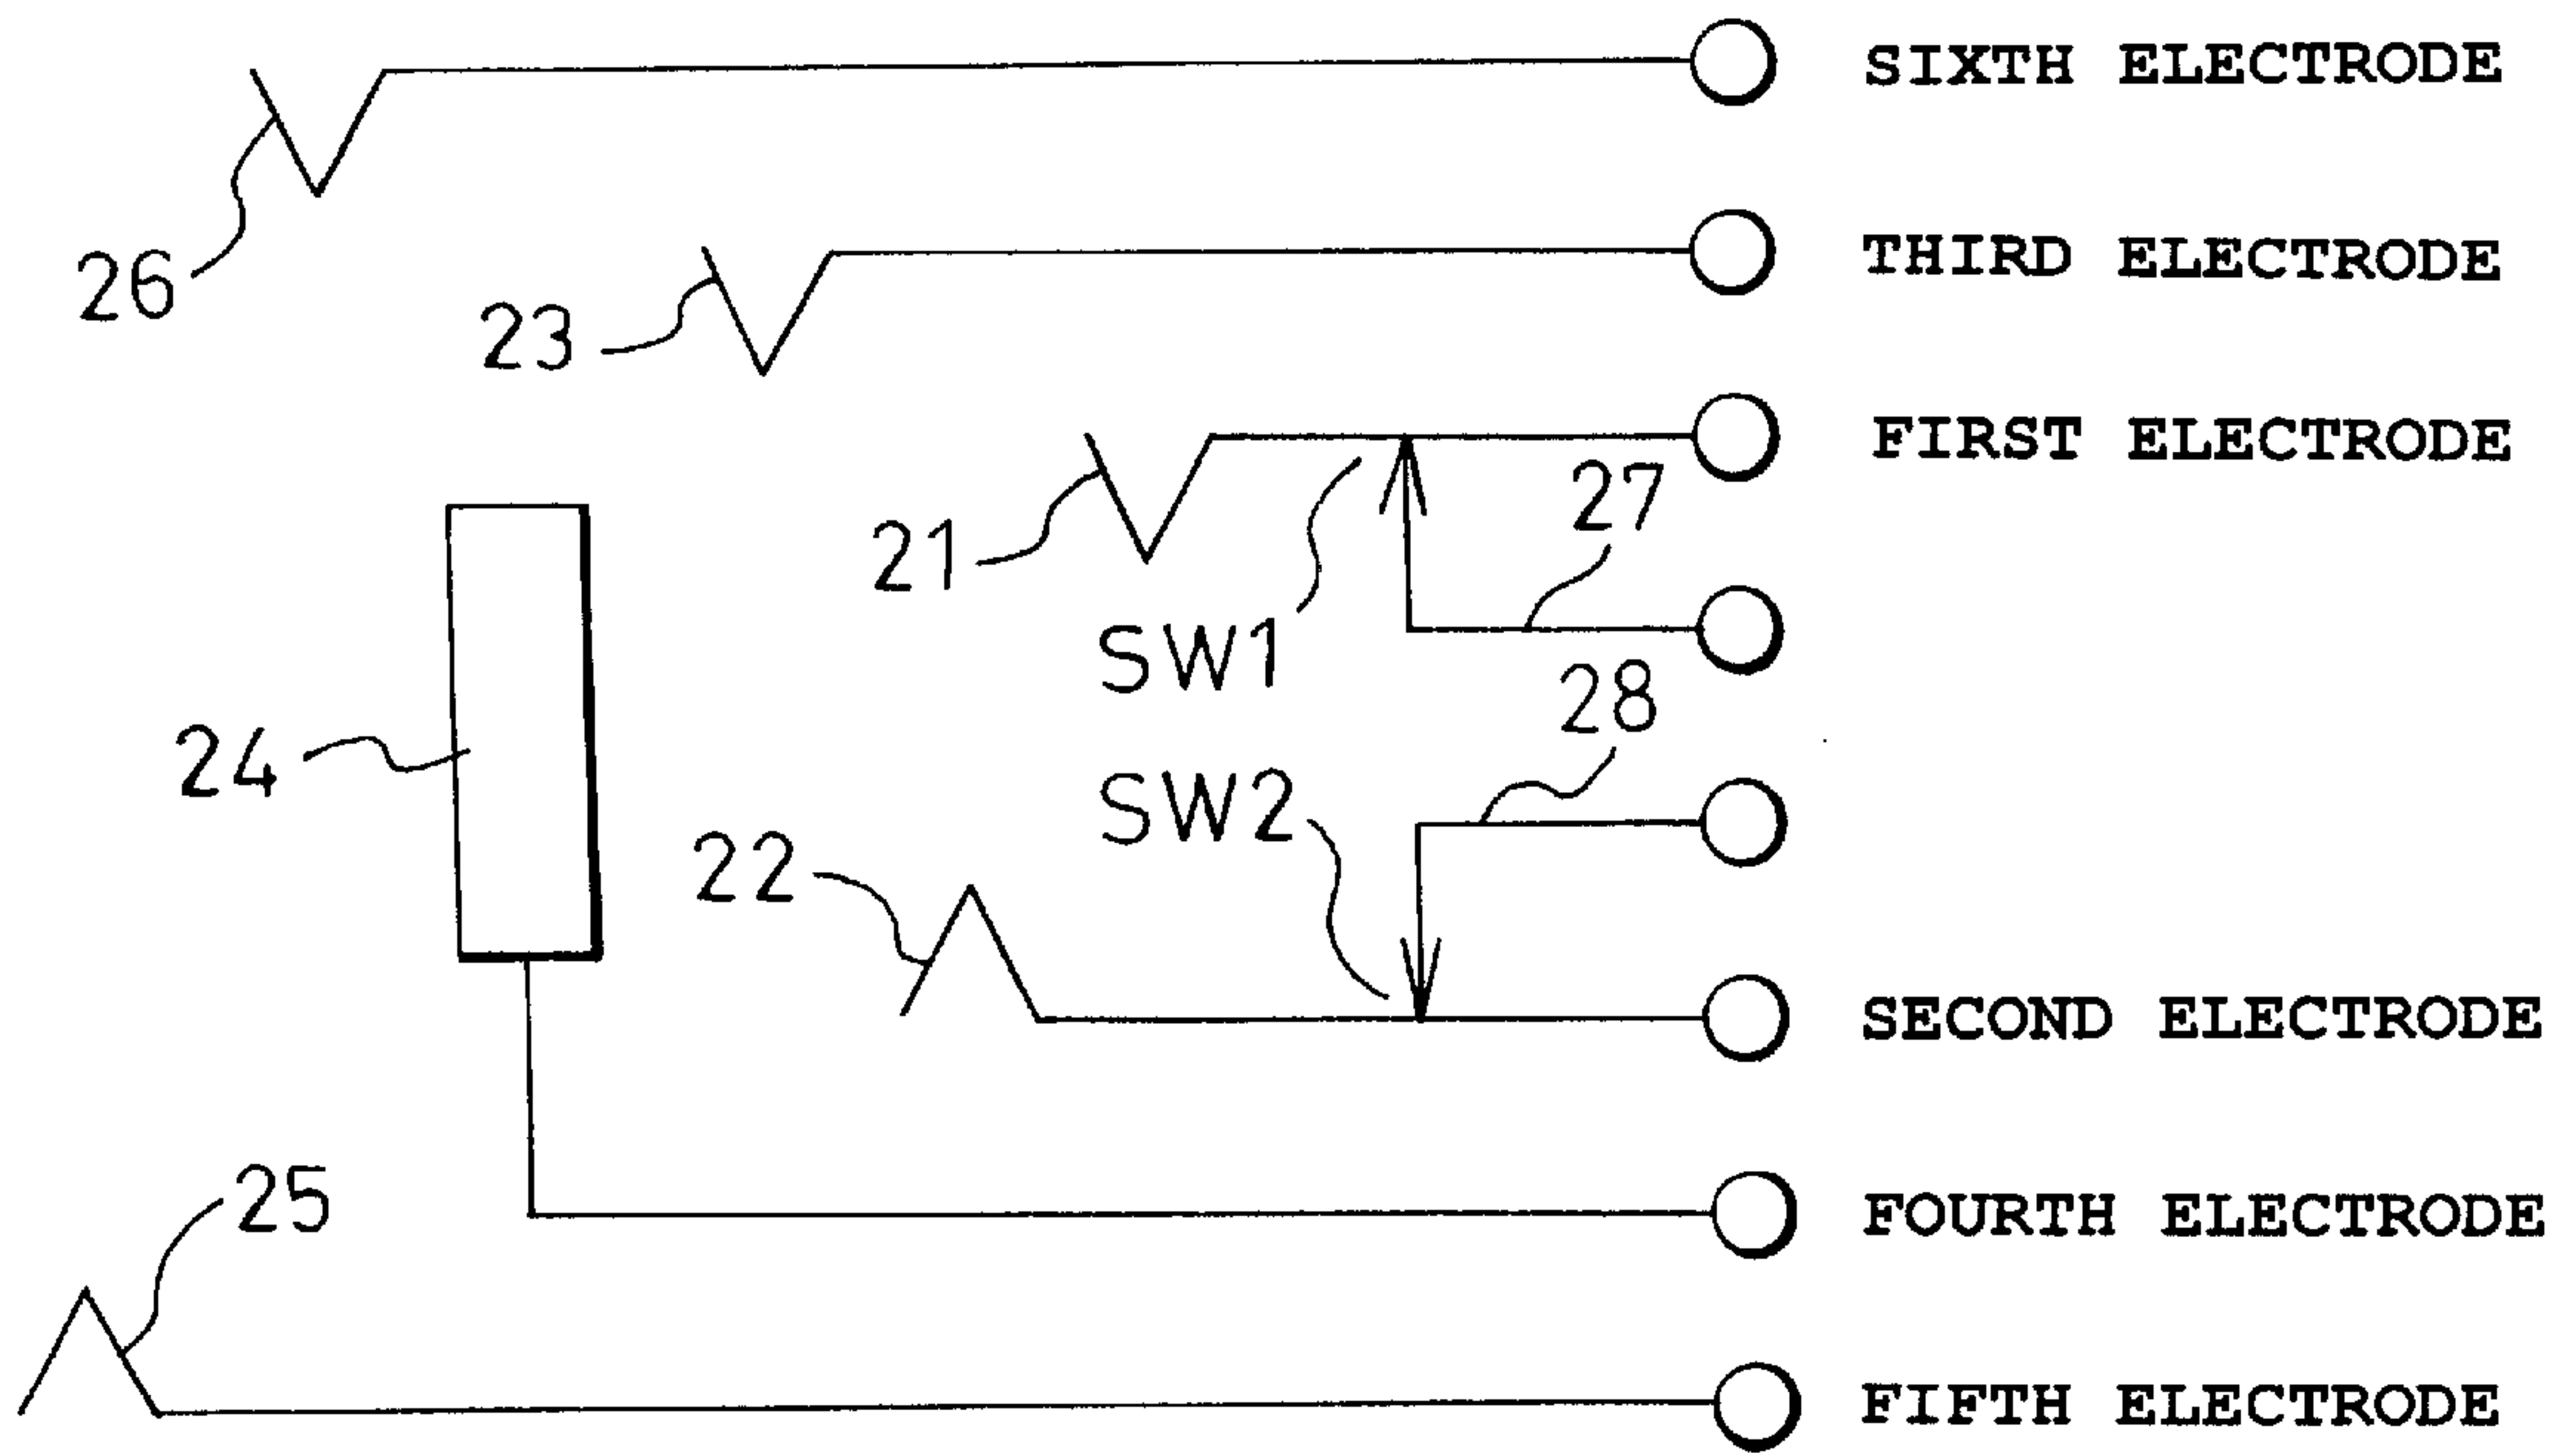 SIXTH ELECTRODE
26
THIRD ELECTRODE
23
FIRST ELECTRODE
27
21
SW1
28
24
SW2
22
SECOND ELECTRODE
25
FOURTH ELECTRODE
FIFTH ELECTRODE